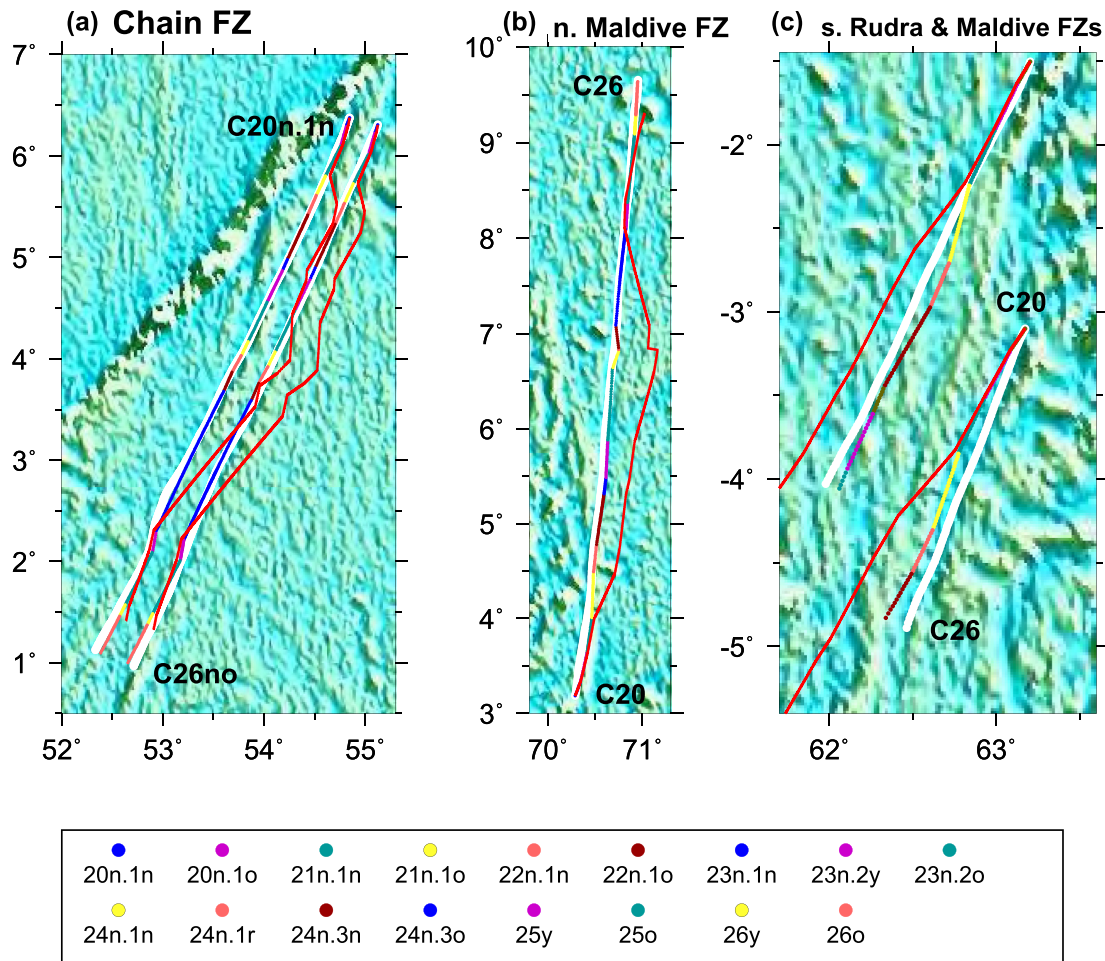 (a) Chain FZ
(b) n. Maldive FZ
(c) s. Rudra & Maldive FZs
7°
6°
5°
4°
3°
2°
1°
C20n.1n
C26no
52° 53° 54° 55°
10°
9°
8°
7°
6°
5°
4°
3°
C26
C20
70° 71°
-2°
-3°
-4°
-5°
C20
C26
62° 63°
20n.1n 20n.1o 21n.1n 21n.1o 22n.1n 22n.1o 23n.1n 23n.2y 23n.2o
24n.1n 24n.1r 24n.3n 24n.3o 25y 25o 26y 26o